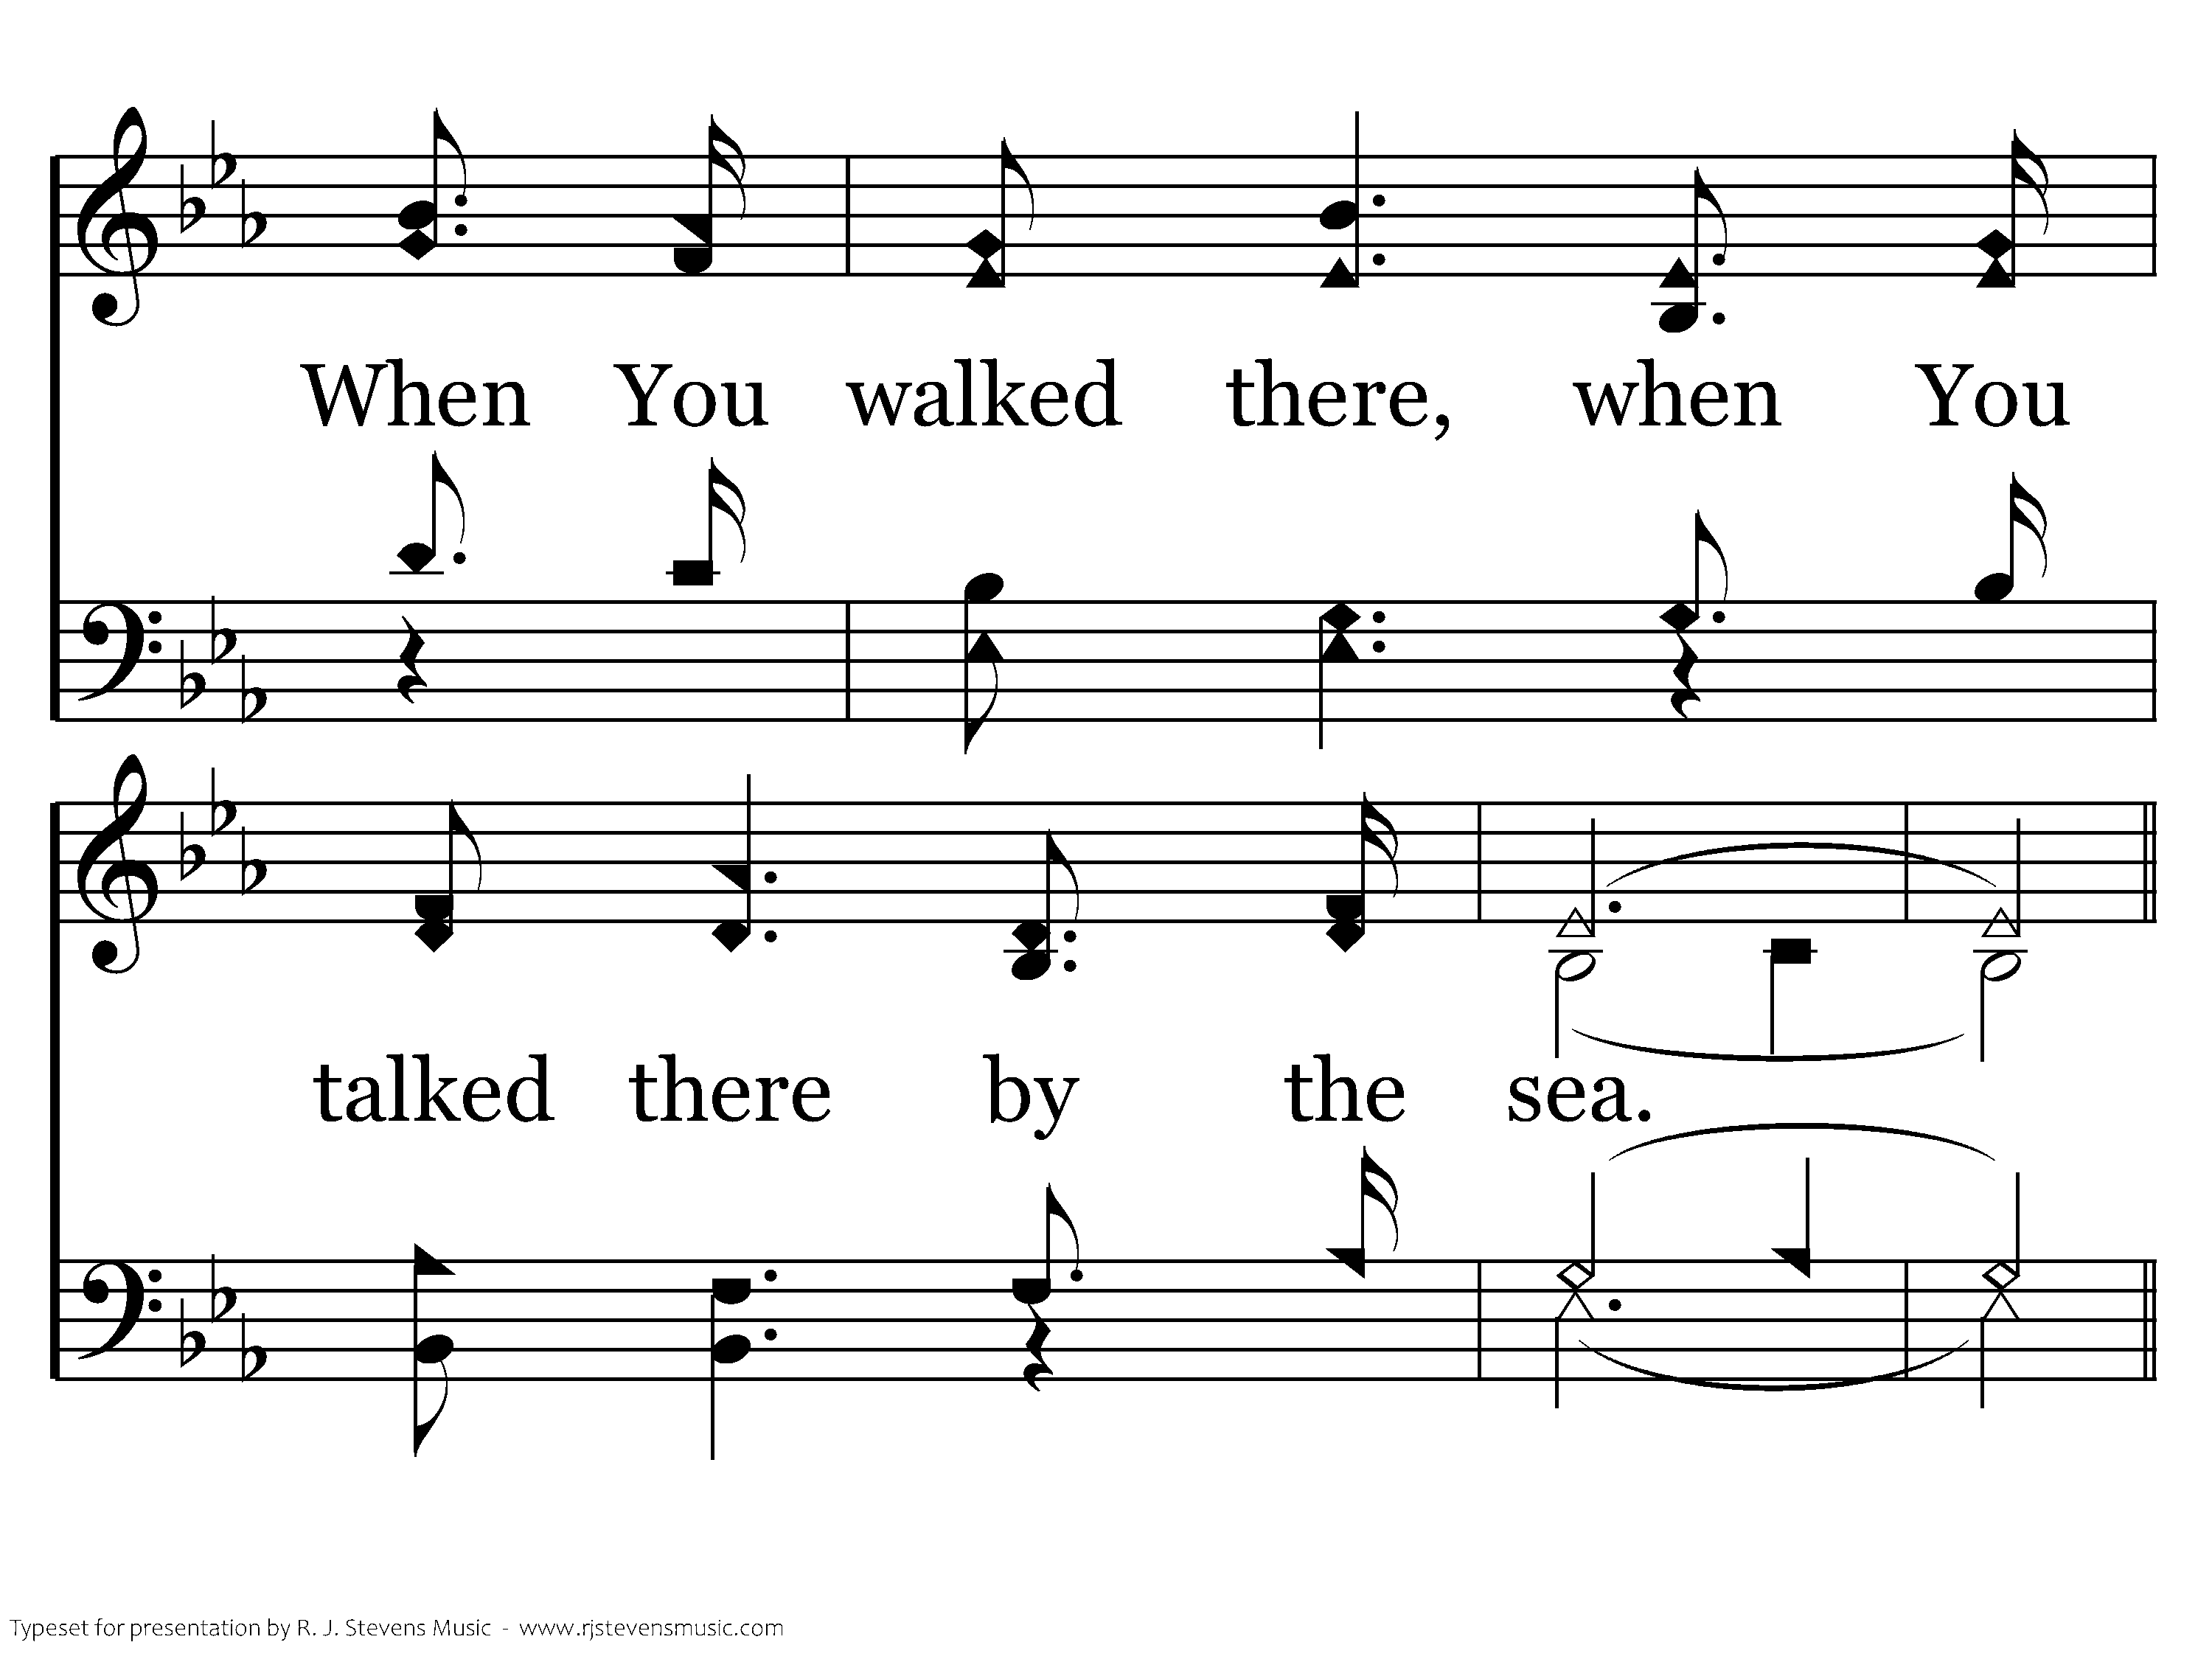 When You walked there, when You
talked there by the sea.
Typeset for presentation by R. J. Stevens Music - www.rjstevensmusic.com